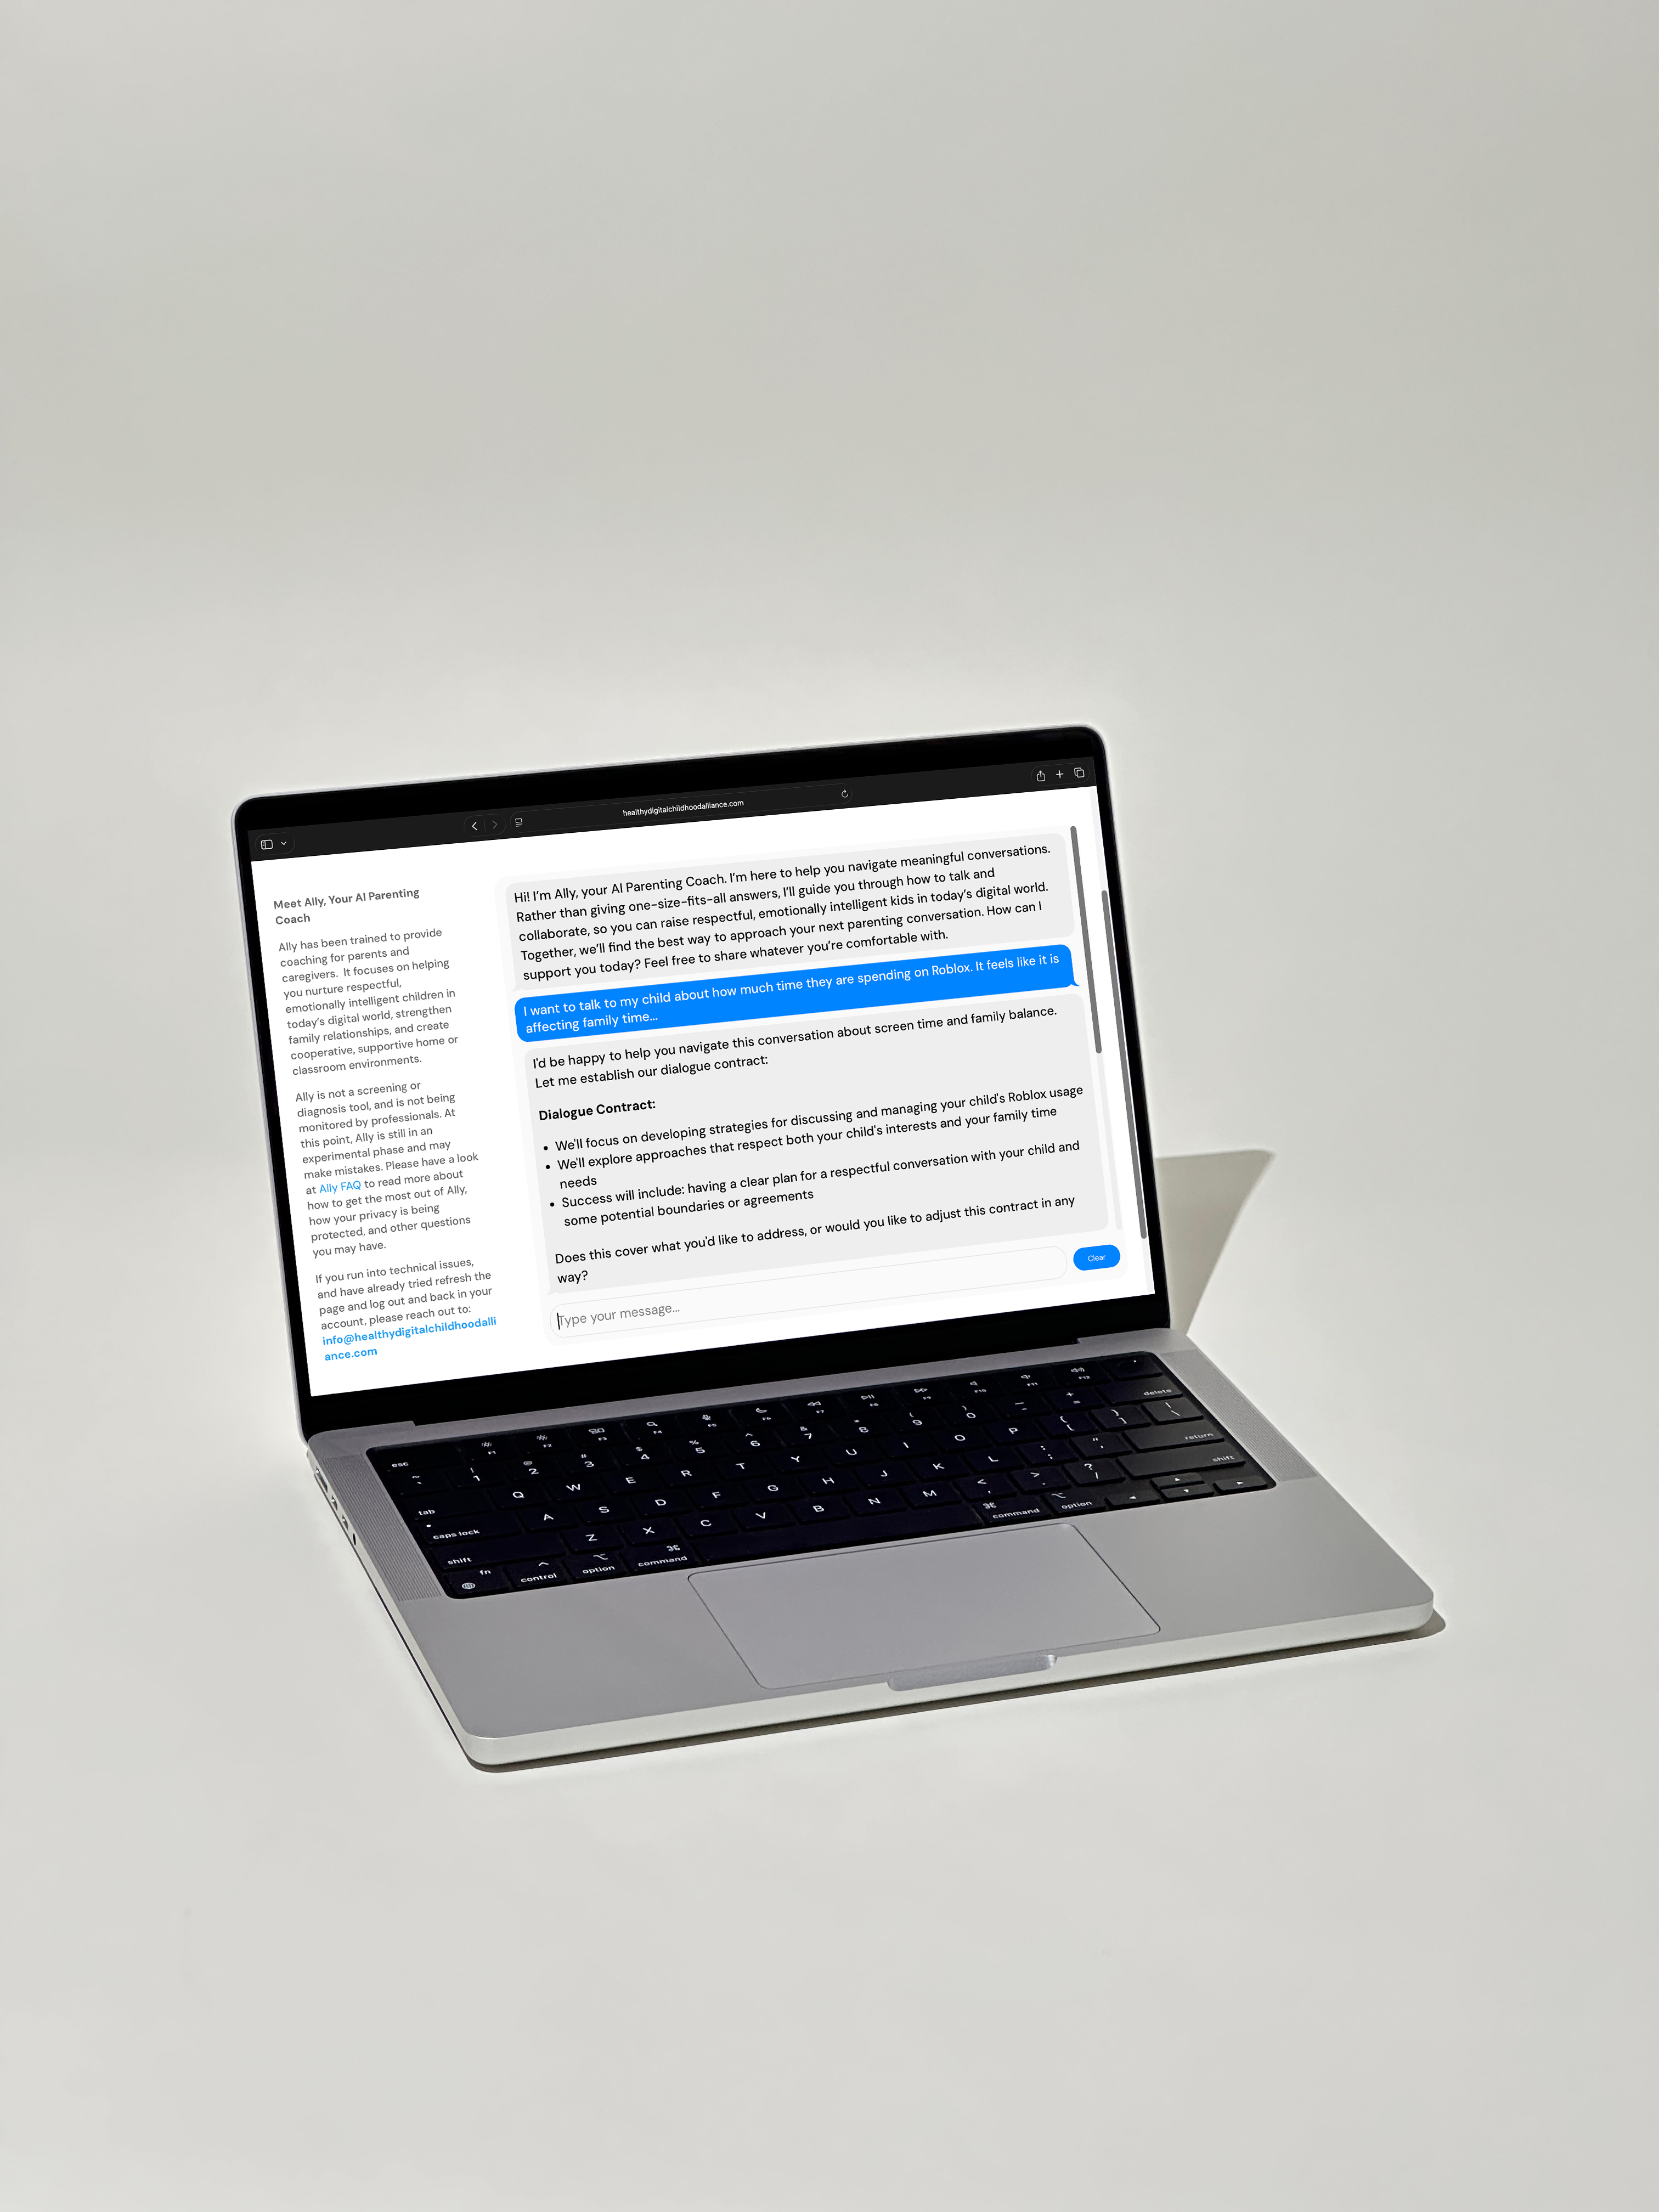 healthydigitalchildhoodalliance.com
Meet Ally, Your AI Parenting
Coach
Ally has been trained to provide
coaching for parents and
caregivers. It focuses on helping
you nurture respectful,
emotionally intelligent children in
today's digital world, strengthen
family relationships, and create
cooperative, supportive home or
classroom environments.
Ally is not a screening or
diagnosis tool, and is not being
monitored by professionals. At
this point, Ally is still in an
experimental phase and may
make mistakes. Please have a look
at Ally FAQ to read more about
how to get the most out of Ally,
how your privacy is being
protected, and other questions
you may have.
If you run into technical issues,
and have already tried refresh the
page and log out and back in your
account, please reach out to:
info@healthydigitalchildhoodalli
ance.com
Hi! I'm Ally, your AI Parenting Coach. I'm here to help you navigate meaningful conversations.
Rather than giving one-size-fits-all answers, I'll guide you through how to talk and
collaborate, so you can raise respectful, emotionally intelligent kids in today's digital world.
Together, we'll find the best way to approach your next parenting conversation. How can I
support you today? Feel free to share whatever you're comfortable with.
I want to talk to my child about how much time they are spending on Roblox. It feels like it is
affecting family time...
I'd be happy to help you navigate this conversation about screen time and family balance.
Let me establish our dialogue contract:
Dialogue Contract:
• We'll focus on developing strategies for discussing and managing your child's Roblox usage
• We'll explore approaches that respect both your child's interests and your family time
needs
• Success will include: having a clear plan for a respectful conversation with your child and
some potential boundaries or agreements
Does this cover what you'd like to address, or would you like to adjust this contract in any
way?
Type your message...
Clear
esc F1 F2 F3 F4 F5 F6 F7 F8 F9 F10 F11 F12
~ ! 1 @ 2 # 3 $ 4 % 5 ^ 6 & 7 * 8 ( 9 ) 0 — - + = delete
tab Q W E R T Y U I O P { [ } ] | \
caps lock A S D F G H J K L : ; " ' return
shift Z X C V B N M < , > . ? / shift
fn control option command command option